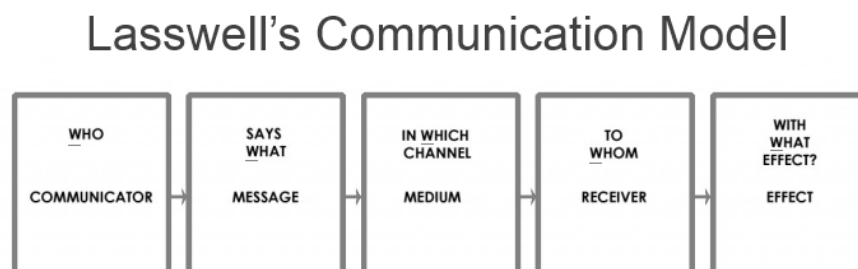 Lasswell's Communication Model
WHO
COMMUNICATOR
SAYS
WHAT
MESSAGE
IN WHICH
CHANNEL
MEDIUM
TO
WHOM
RECEIVER
WITH
WHAT
EFFECT?
EFFECT